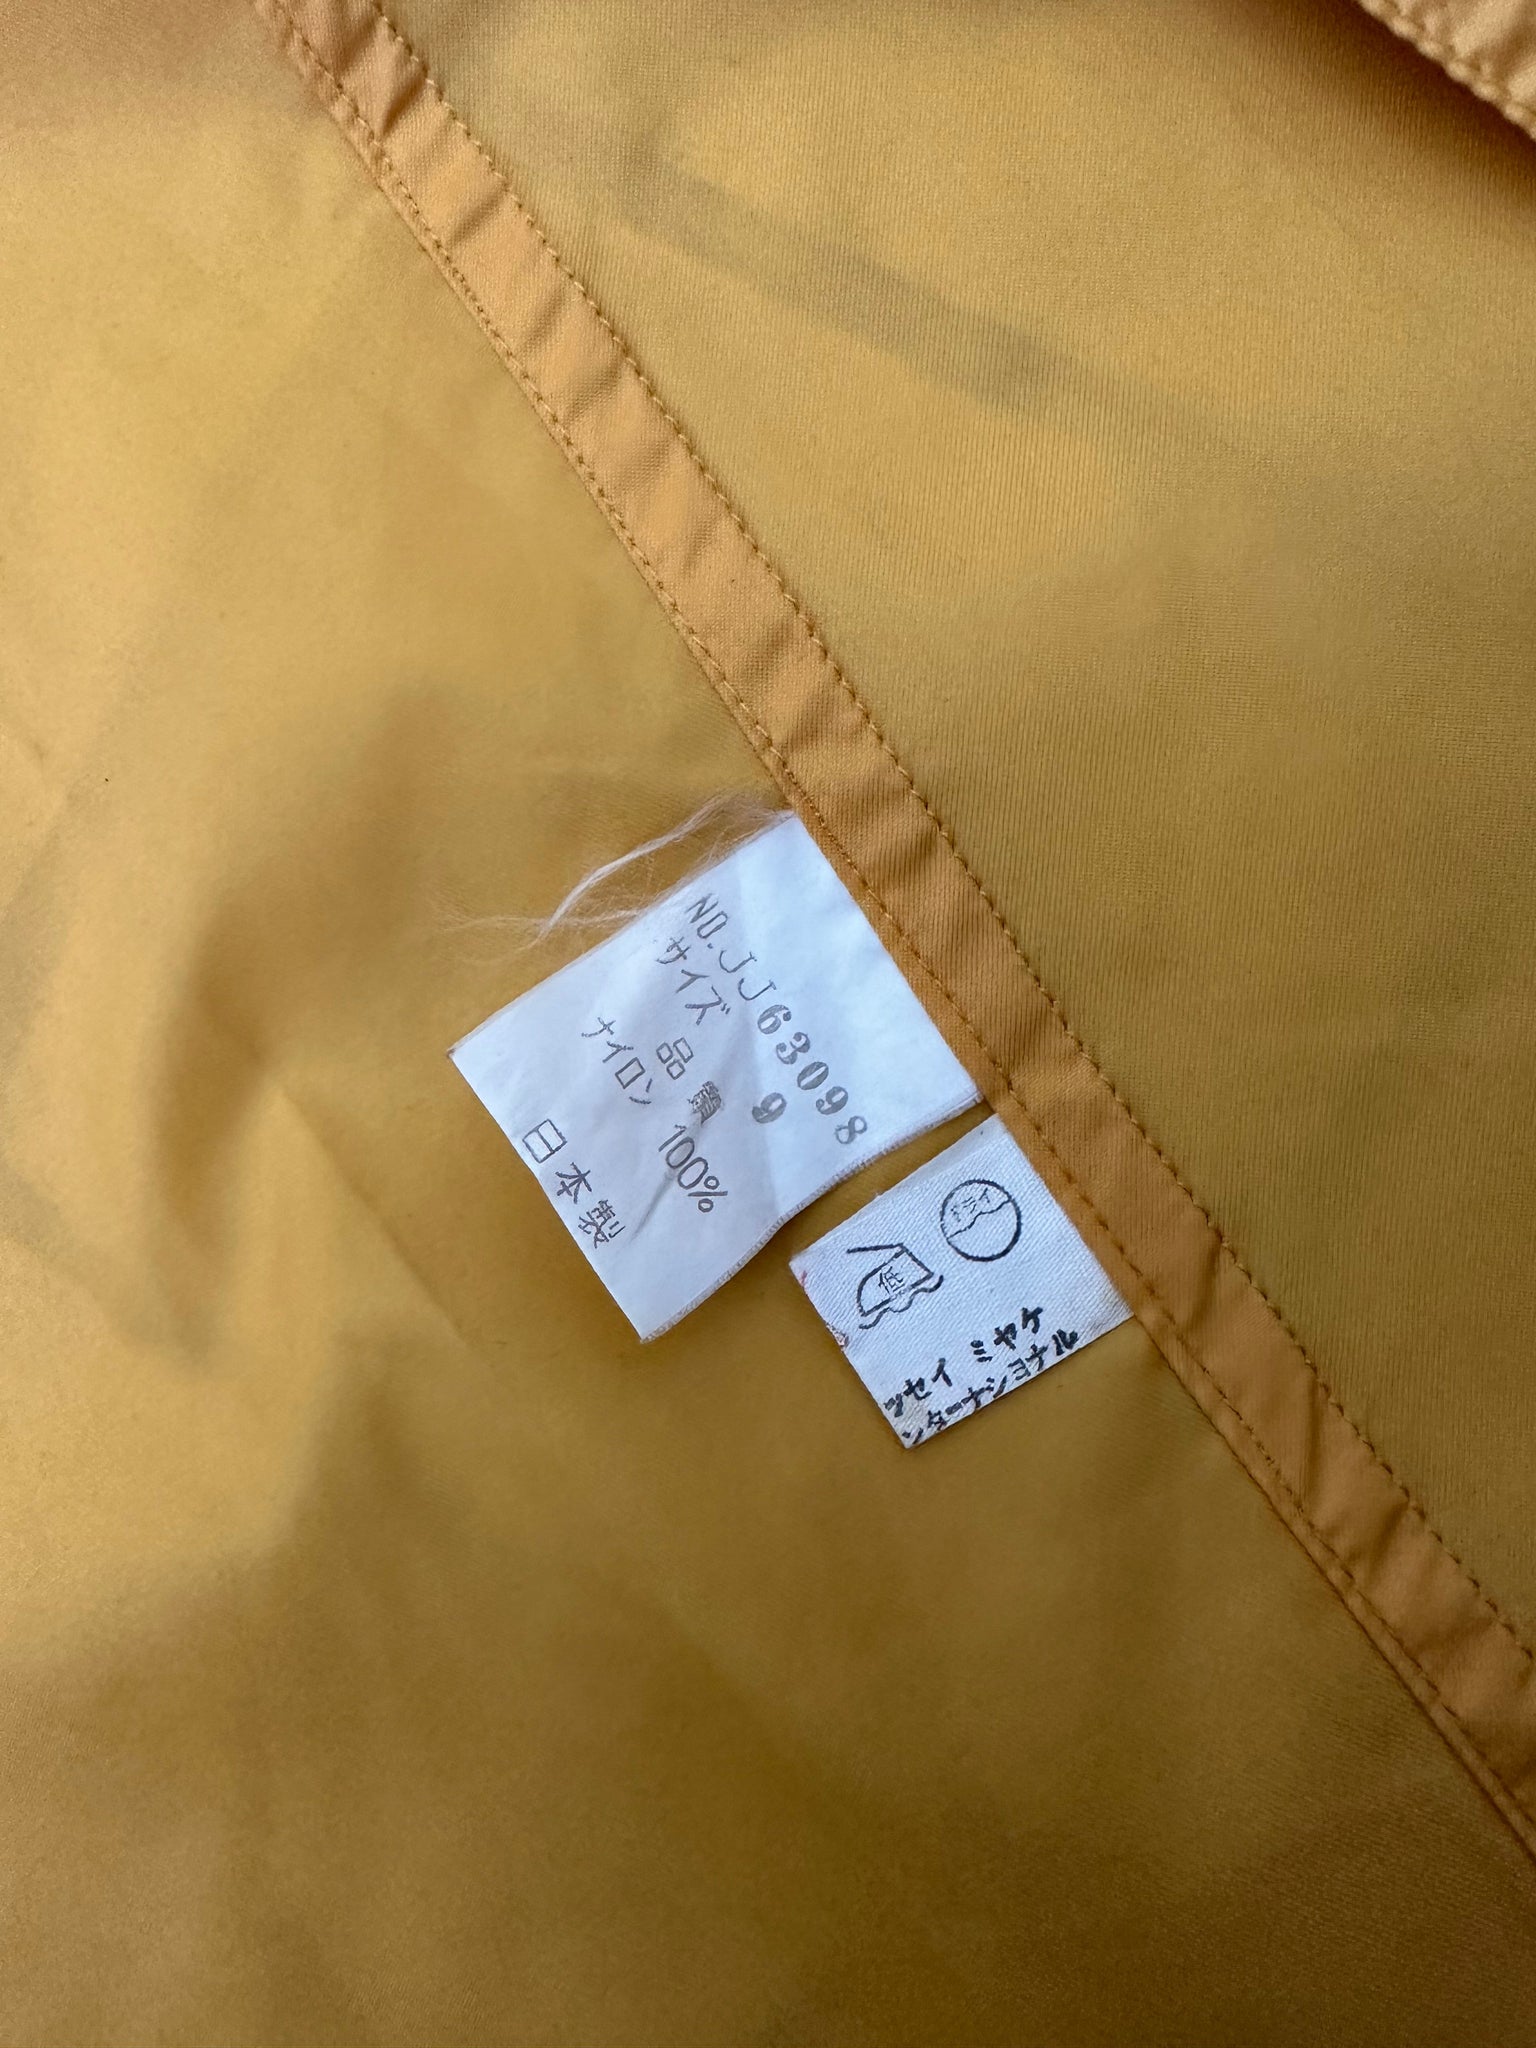 NO.JJ63098
サイズ 9
品質
ナイロン 100%
日本製
ドライ
低
ッセイ ミヤケ
ンターナショナル